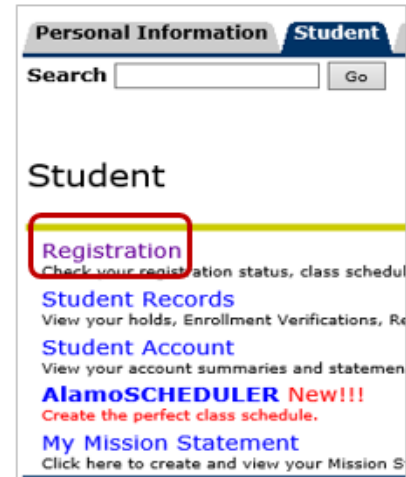 Personal Information Student
Search Go
Student
Registration
Check your registration status, class schedul
Student Records
View your holds, Enrollment Verifications, Re
Student Account
View your account summaries and statemen
AlamoSCHEDULER New!!!
Create the perfect class schedule.
My Mission Statement
Click here to create and view your Mission S